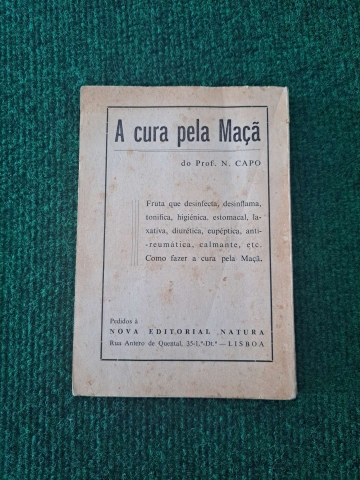 A cura pela Maçã
do Prof. N. CAPO
Fruta que desinfecta, desinflama,
tonifica, higiénica, estomacal, la-
xativa, diurética, eupéptica, anti-
-reumática, calmante, etc.
Como fazer a cura pela Maçã,
Pedidos à
NOVA EDITORIAL NATURA
Rua Antero de Quental, 35-1.º-Dt.º — LISBOA